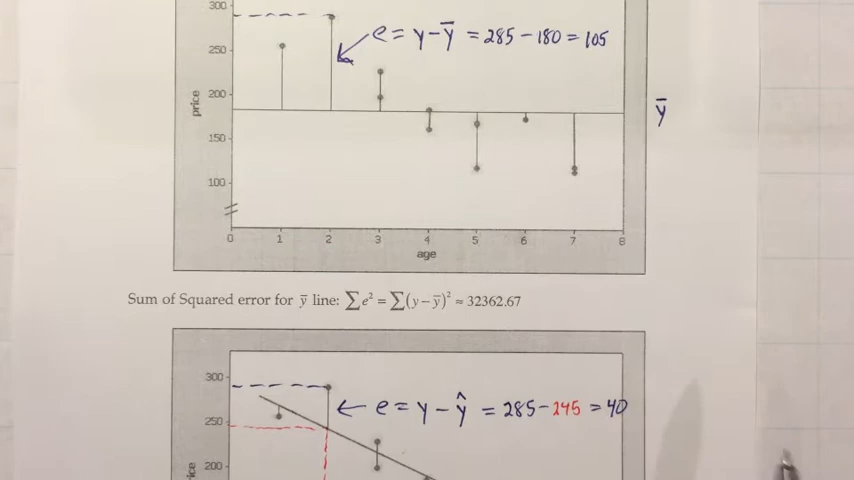 300
e = y - ȳ = 285 - 180 = 105
250
200
ȳ
price
150
100
0 1 2 3 4 5 6 7 8
age
Sum of Squared error for ȳ line: ∑e² = ∑(y - ȳ)² ≈ 32362.67
300
e = y - ŷ = 285 - 245 = 40
250
200